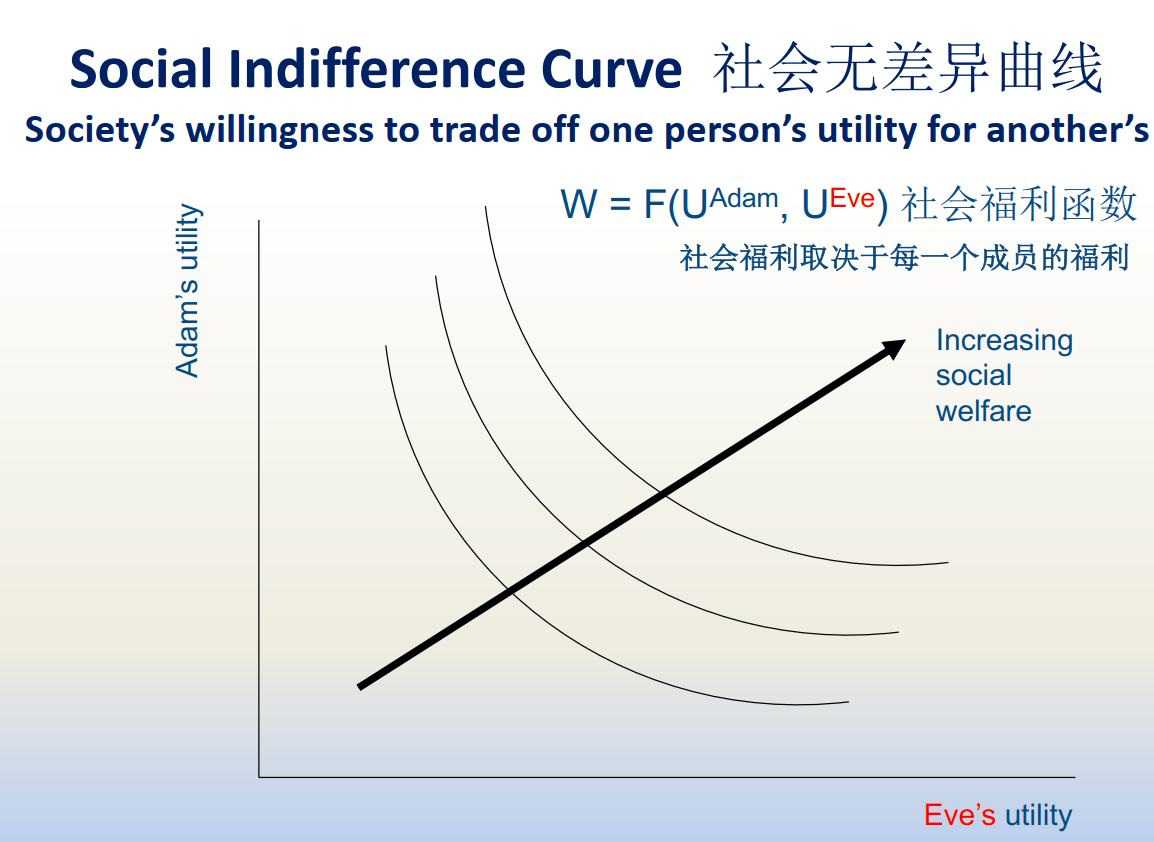 Social Indifference Curve 社会无差异曲线
Society’s willingness to trade off one person’s utility for another’s
W = F(UAdam, UEve) 社会福利函数
社会福利取决于每一个成员的福利
Adam’s utility
Increasing
social
welfare
Eve’s utility